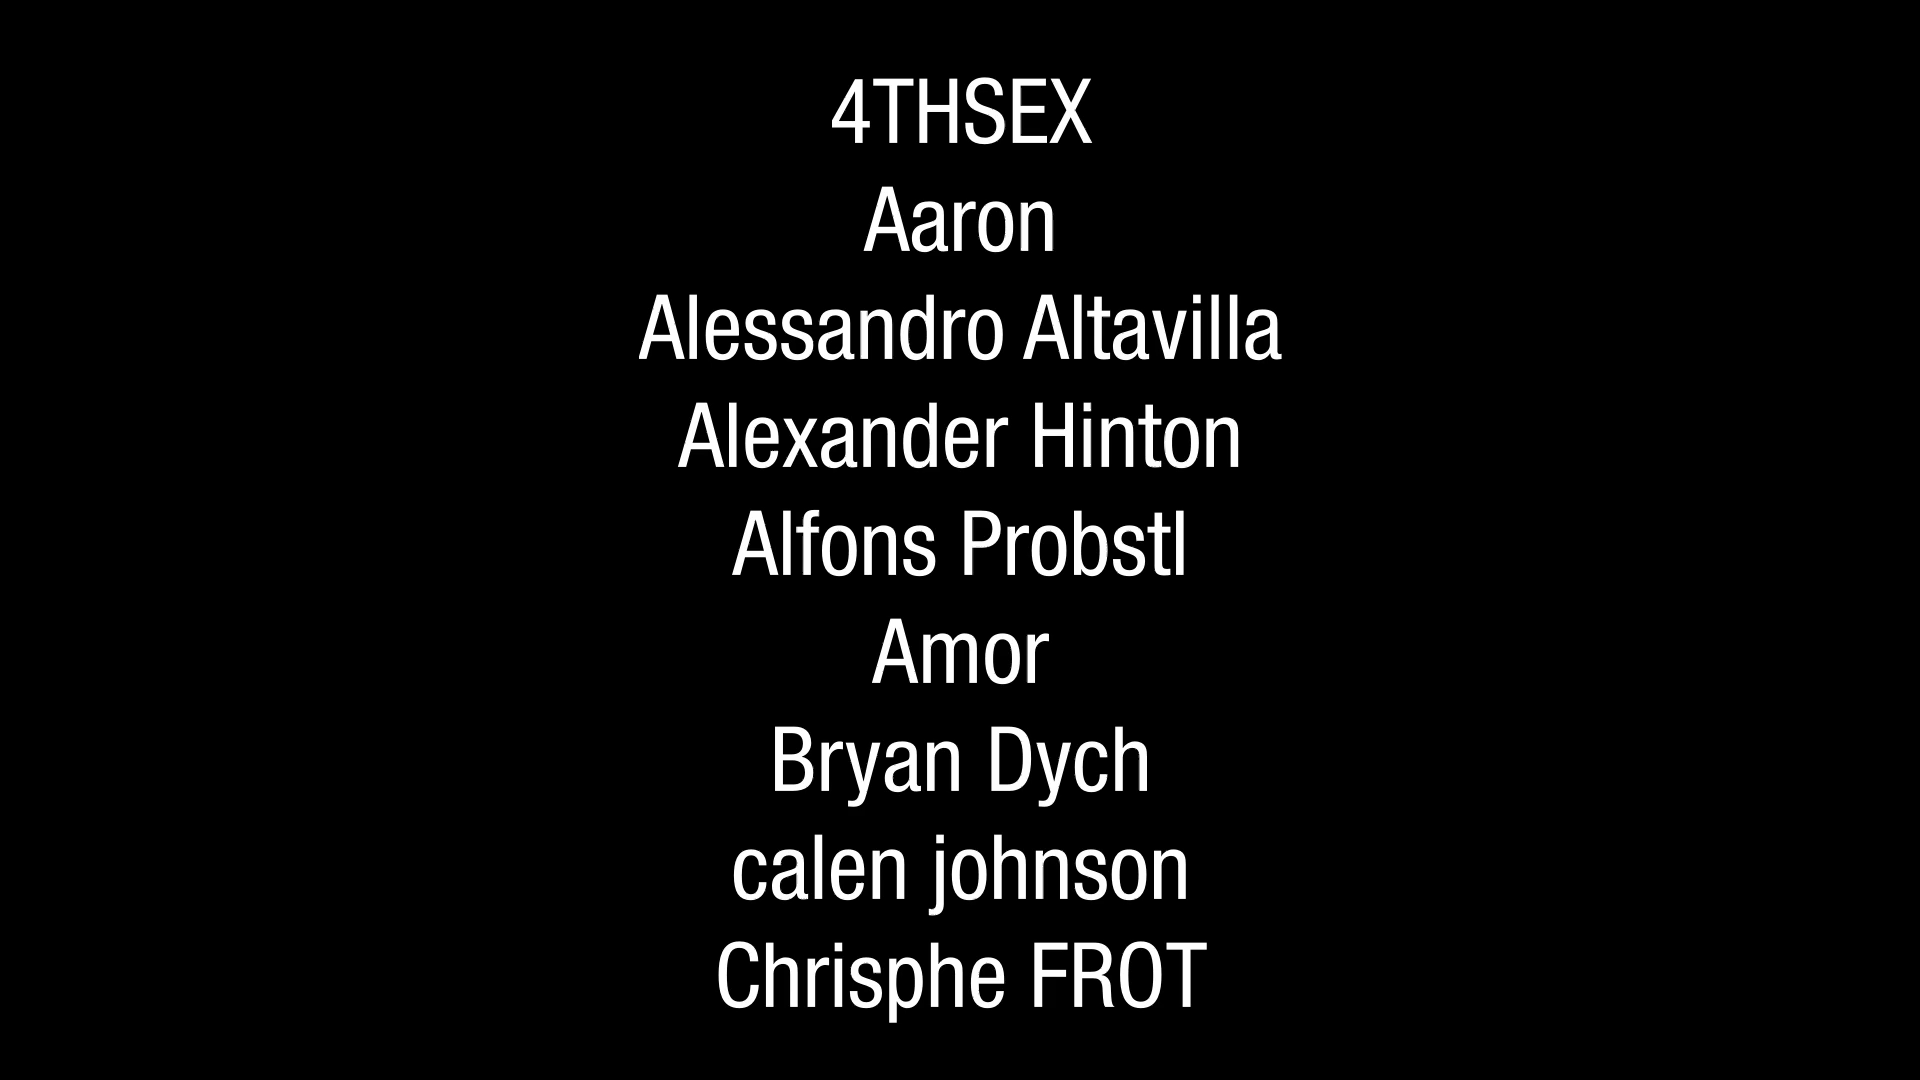 4THSEX
Aaron
Alessandro Altavilla
Alexander Hinton
Alfons Probstl
Amor
Bryan Dych
calen johnson
Chrisphe FROT